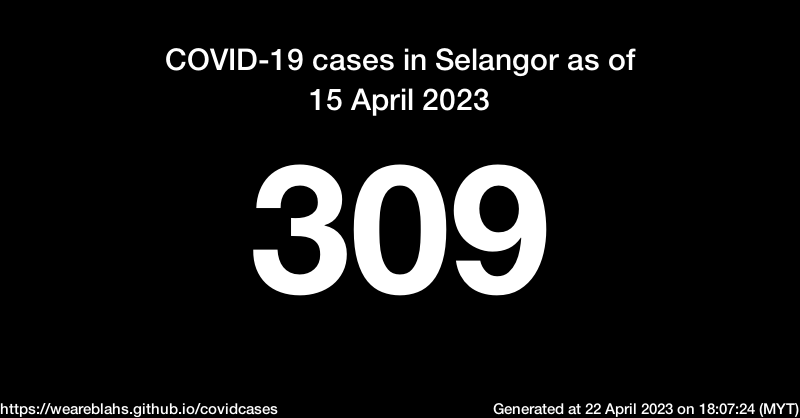 COVID-19 cases in Selangor as of
15 April 2023
309
https://weareblahs.github.io/covidcases
Generated at 22 April 2023 on 18:07:24 (MYT)